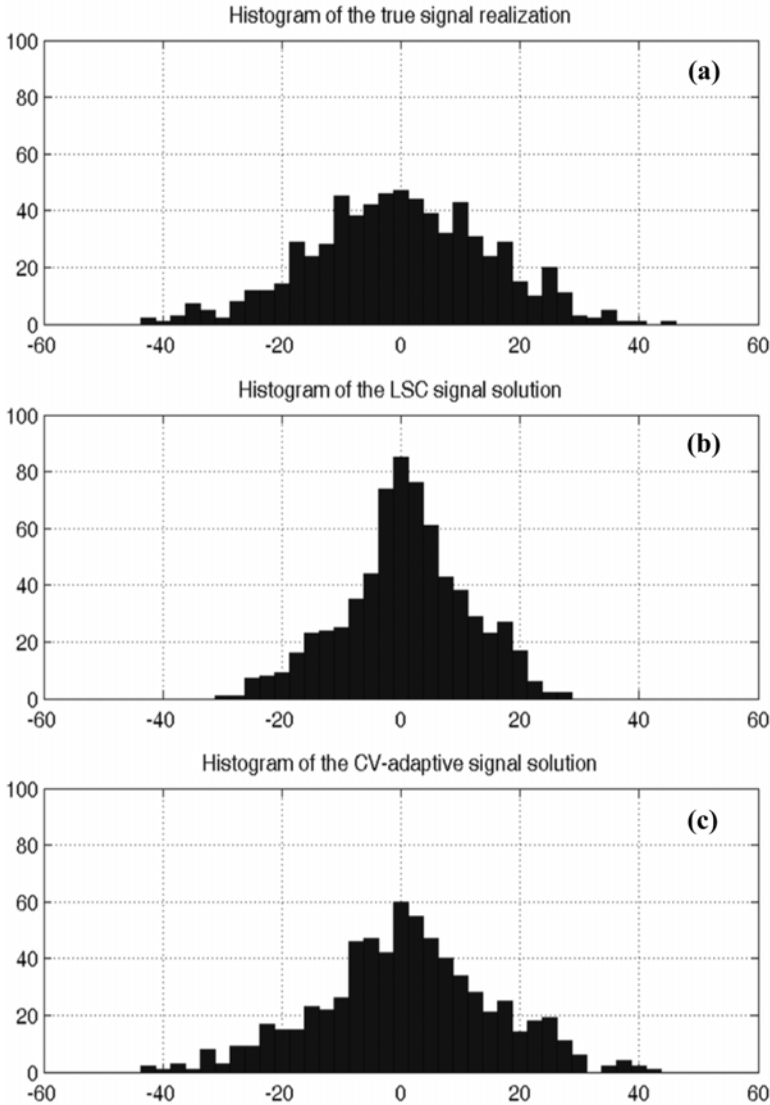 Histogram of the true signal realization
(a)
100
80
60
40
20
0
-60 -40 -20 0 20 40 60
Histogram of the LSC signal solution
(b)
100
80
60
40
20
0
-60 -40 -20 0 20 40 60
Histogram of the CV-adaptive signal solution
(c)
100
80
60
40
20
0
-60 -40 -20 0 20 40 60